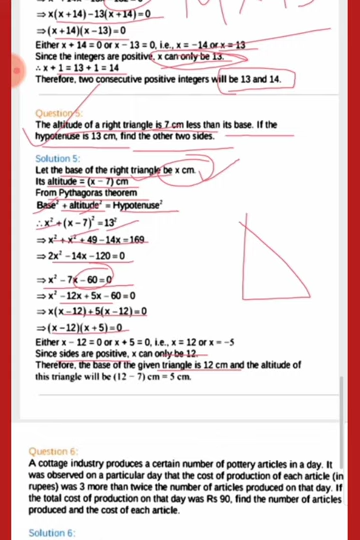 ⇒ x(x+14)−13(x+14)=0
⇒ (x+14)(x−13)=0
Either x + 14 = 0 or x − 13 = 0, i.e., x = −14 or x = 13
Since the integers are positive, x can only be 13.
∴ x + 1 = 13 + 1 = 14
Therefore, two consecutive positive integers will be 13 and 14.
Question 5:
The altitude of a right triangle is 7 cm less than its base. If the
hypotenuse is 13 cm, find the other two sides.
Solution 5:
Let the base of the right triangle be x cm.
Its altitude = (x − 7) cm
From Pythagoras theorem
Base² + altitude² = Hypotenuse²
∴ x² + (x − 7)² = 13²
⇒ x² + x² + 49 − 14x = 169
⇒ 2x² − 14x − 120 = 0
⇒ x² − 7x − 60 = 0
⇒ x² − 12x + 5x − 60 = 0
⇒ x(x −12) + 5(x −12) = 0
⇒ (x −12)(x + 5) = 0
Either x − 12 = 0 or x + 5 = 0, i.e., x = 12 or x = −5
Since sides are positive, x can only be 12.
Therefore, the base of the given triangle is 12 cm and the altitude of
this triangle will be (12 − 7) cm = 5 cm.
Question 6:
A cottage industry produces a certain number of pottery articles in a day. It
was observed on a particular day that the cost of production of each article (in
rupees) was 3 more than twice the number of articles produced on that day. If
the total cost of production on that day was Rs 90, find the number of articles
produced and the cost of each article.
Solution 6: